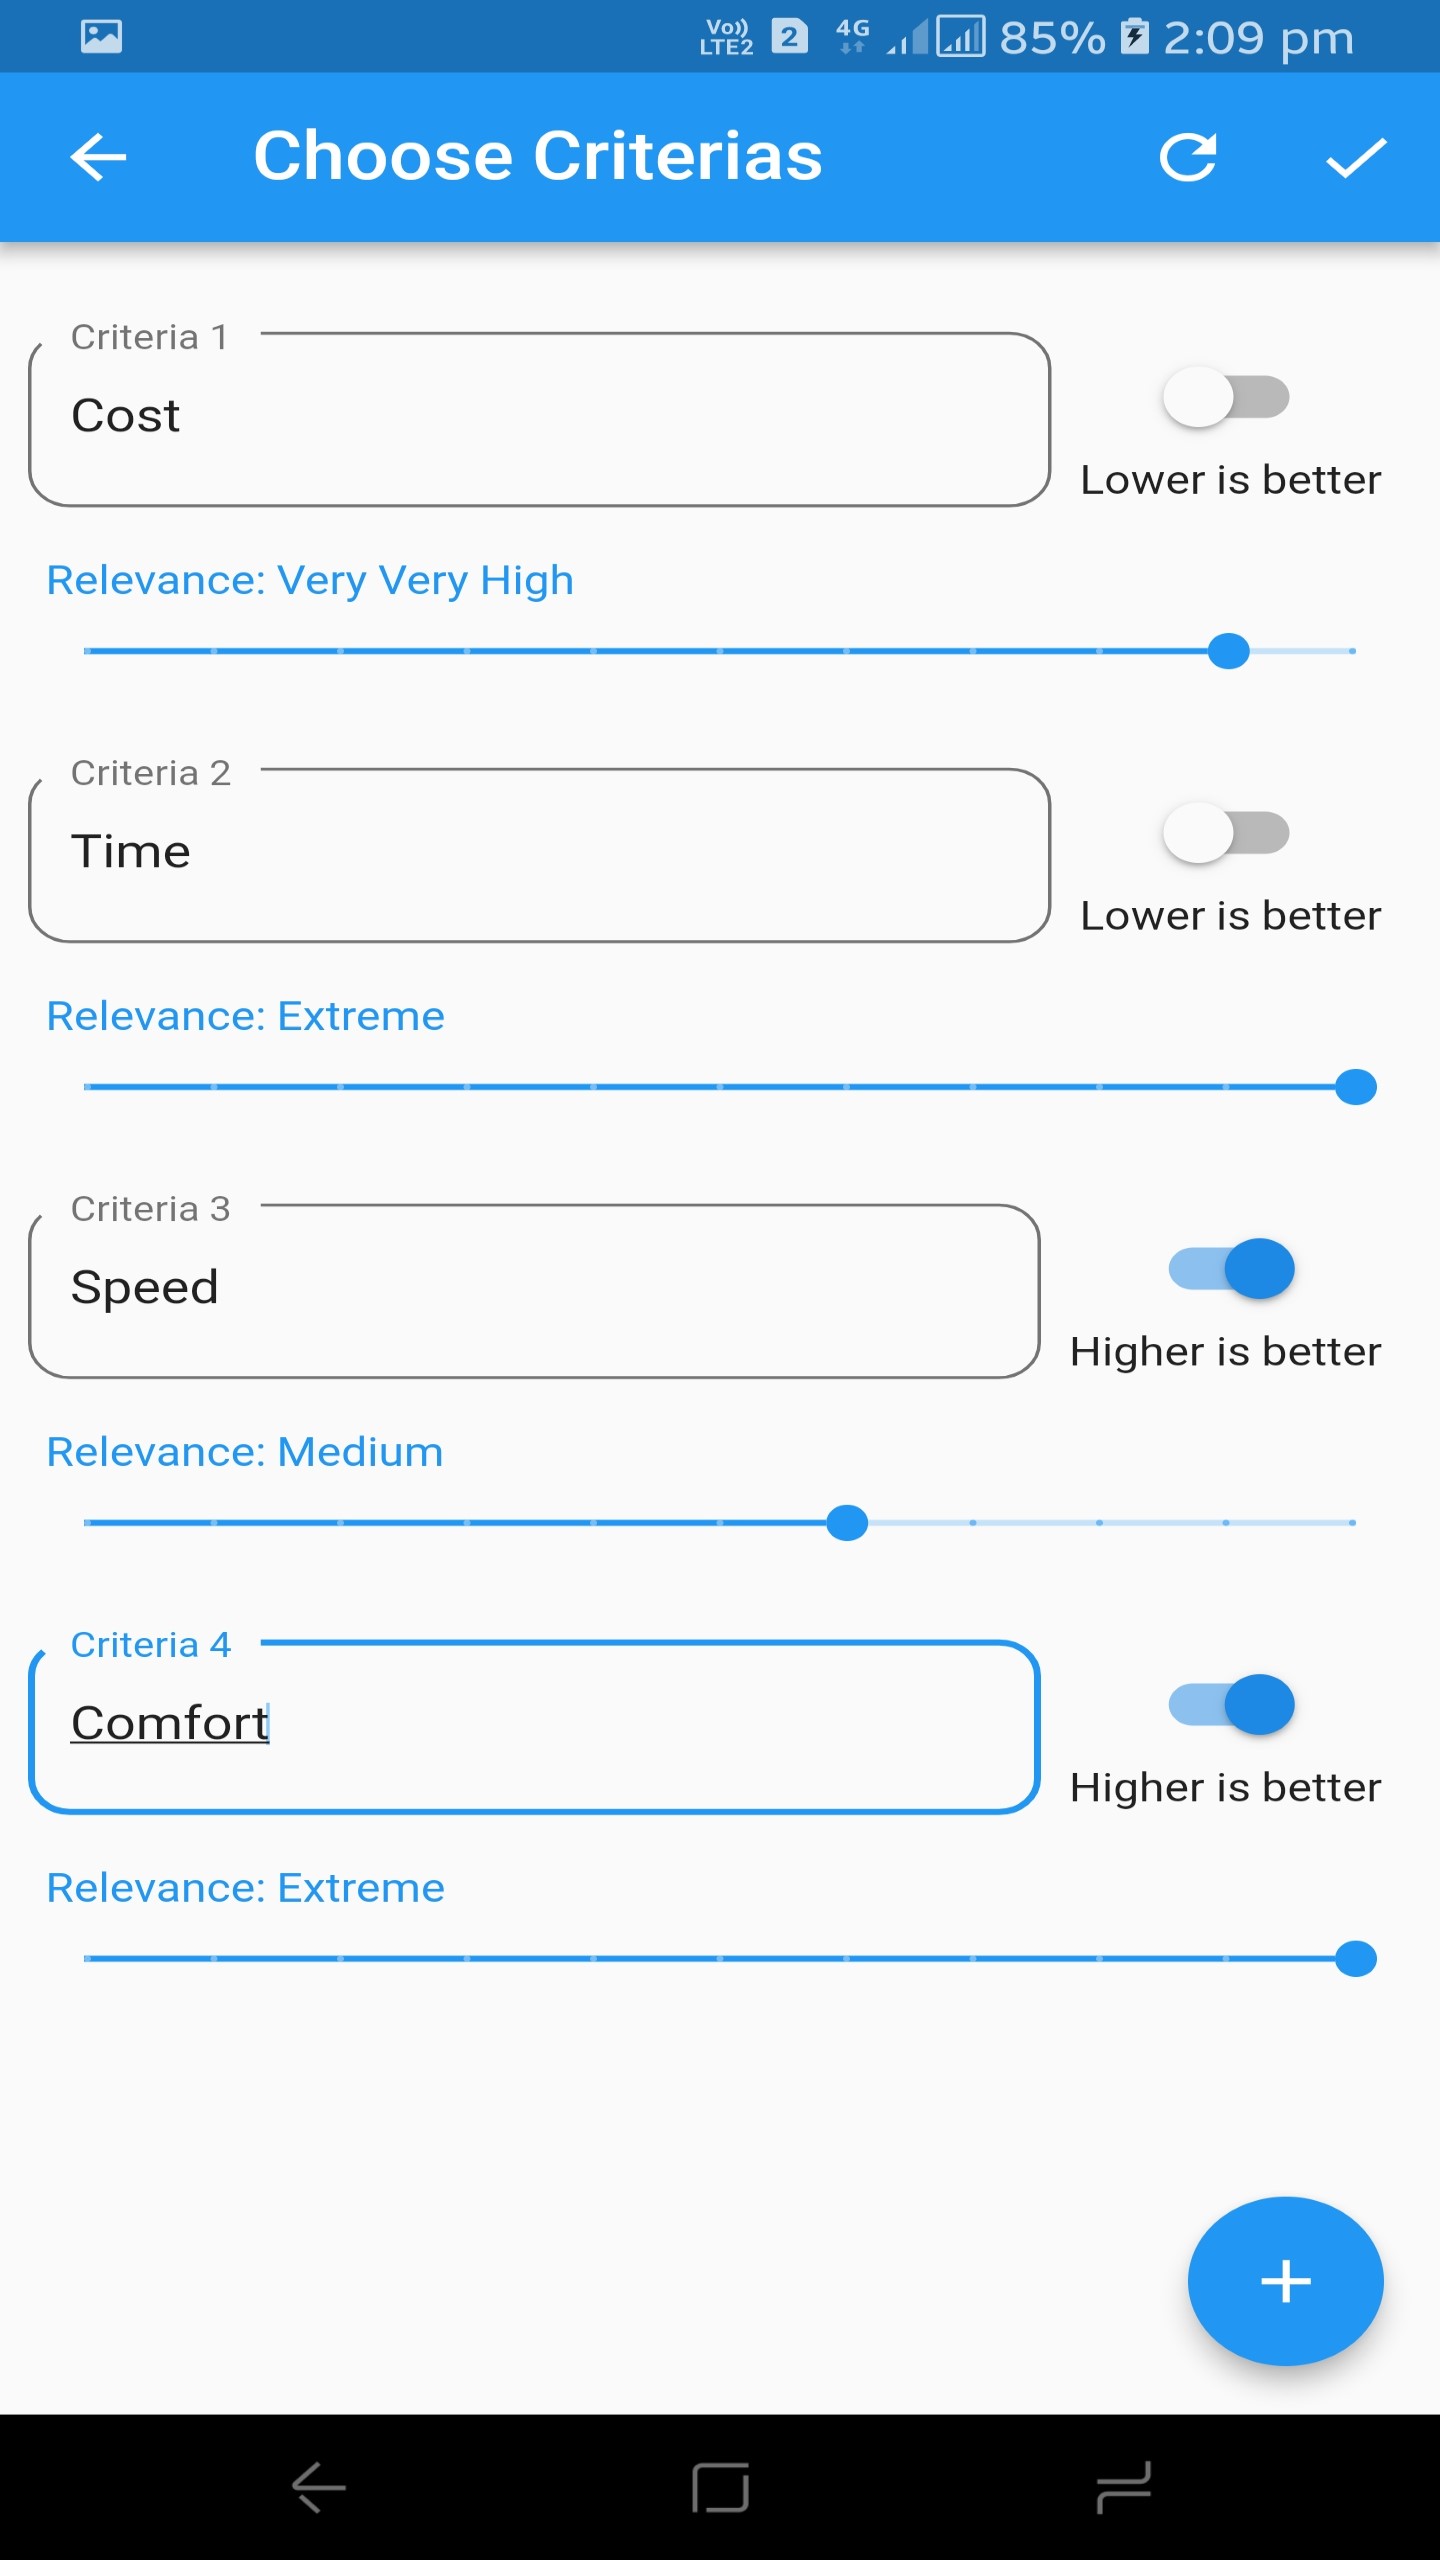 Vo)) LTE2 2 4G 85% 2:09 pm
Choose Criterias
Criteria 1
Cost
Lower is better
Relevance: Very Very High
Criteria 2
Time
Lower is better
Relevance: Extreme
Criteria 3
Speed
Higher is better
Relevance: Medium
Criteria 4
Comfort
Higher is better
Relevance: Extreme